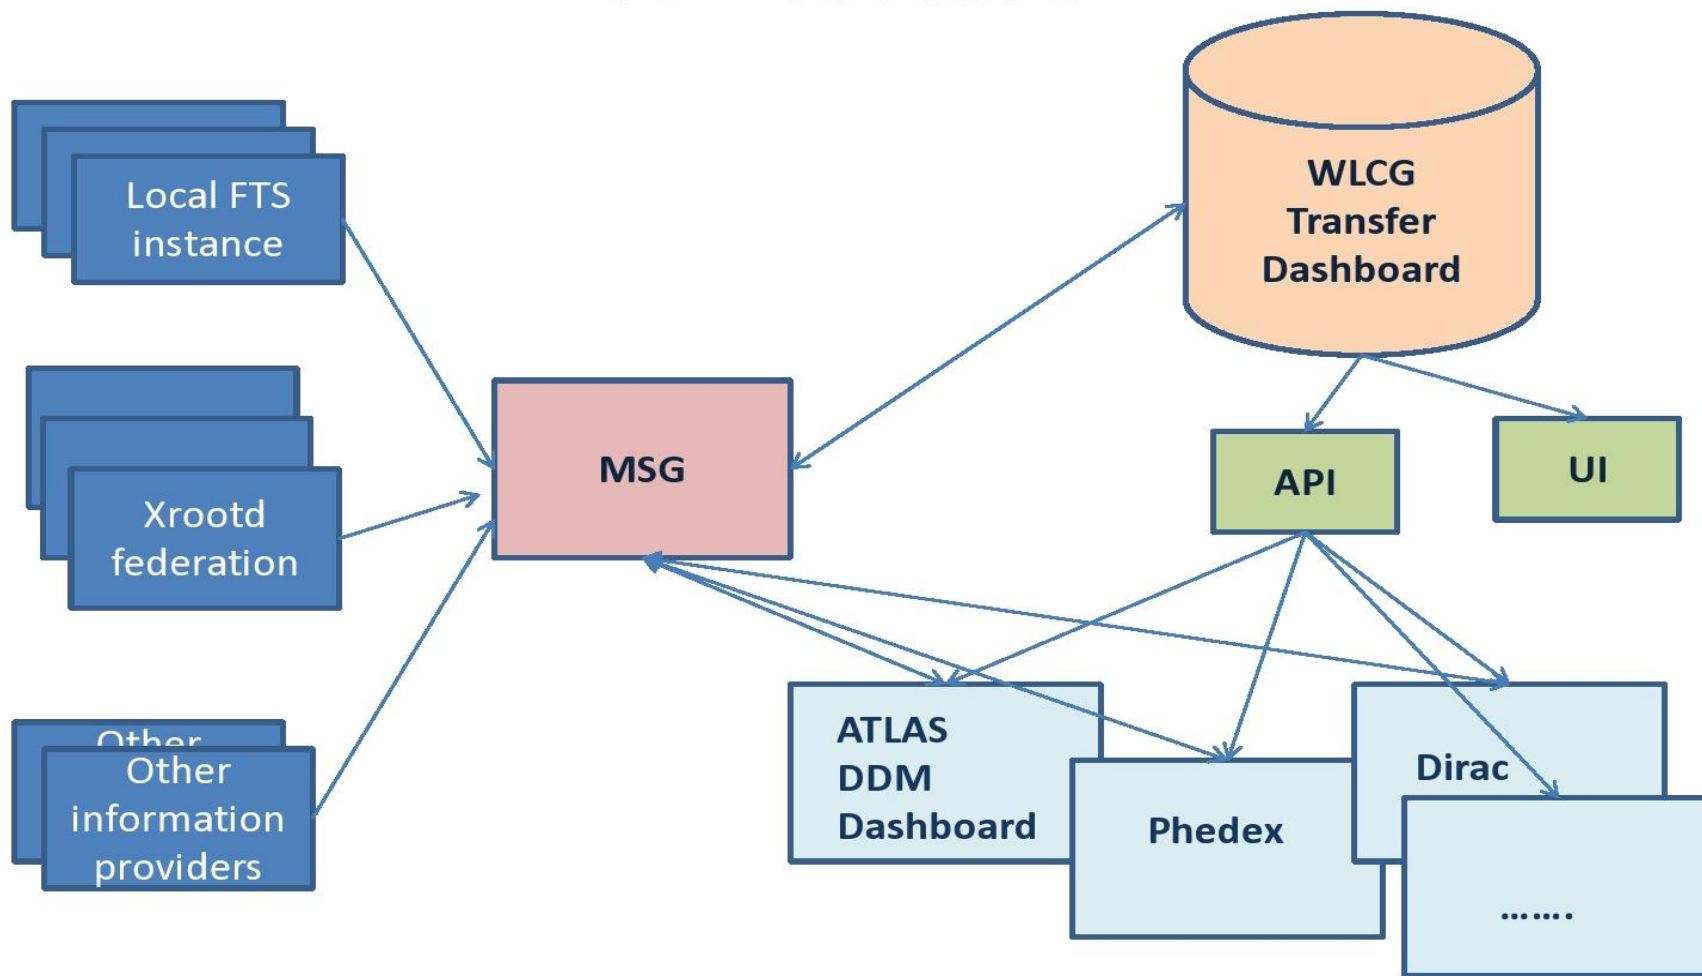 Local FTS
instance
WLCG
Transfer
Dashboard
Xrootd
federation
MSG
API
UI
Other
Other
information
providers
ATLAS
DDM
Dashboard
Phedex
Dirac
.......